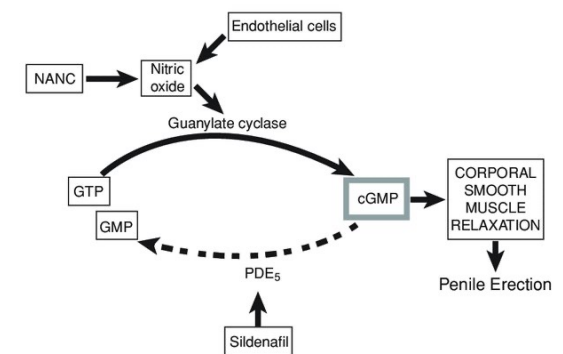 Endothelial cells
NANC
Nitric
oxide
Guanylate cyclase
GTP
cGMP
CORPORAL
SMOOTH
MUSCLE
RELAXATION
GMP
PDE₅
Penile Erection
Sildenafil